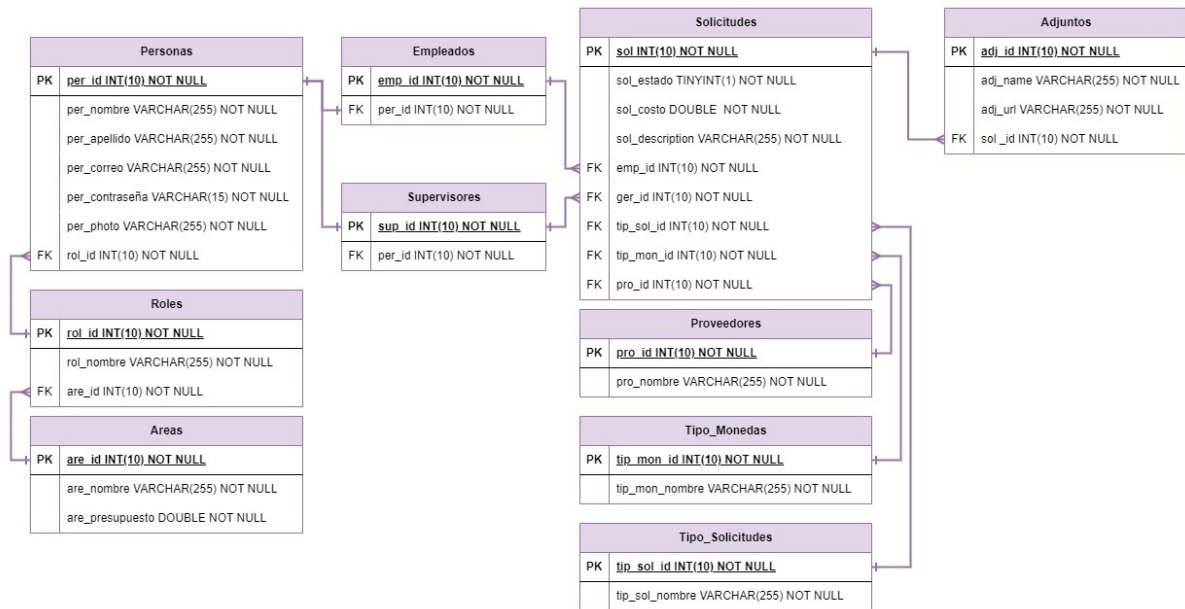 Personas
PK per_id INT(10) NOT NULL
per_nombre VARCHAR(255) NOT NULL
per_apellido VARCHAR(255) NOT NULL
per_correo VARCHAR(255) NOT NULL
per_contraseña VARCHAR(15) NOT NULL
per_photo VARCHAR(255) NOT NULL
FK rol_id INT(10) NOT NULL
Roles
PK rol_id INT(10) NOT NULL
rol_nombre VARCHAR(255) NOT NULL
FK are_id INT(10) NOT NULL
Areas
PK are_id INT(10) NOT NULL
are_nombre VARCHAR(255) NOT NULL
are_presupuesto DOUBLE NOT NULL
Empleados
PK emp_id INT(10) NOT NULL
FK per_id INT(10) NOT NULL
Supervisores
PK sup_id INT(10) NOT NULL
FK per_id INT(10) NOT NULL
Solicitudes
PK sol INT(10) NOT NULL
sol_estado TINYINT(1) NOT NULL
sol_costo DOUBLE NOT NULL
sol_description VARCHAR(255) NOT NULL
FK emp_id INT(10) NOT NULL
FK ger_id INT(10) NOT NULL
FK tip_sol_id INT(10) NOT NULL
FK tip_mon_id INT(10) NOT NULL
FK pro_id INT(10) NOT NULL
Proveedores
PK pro_id INT(10) NOT NULL
pro_nombre VARCHAR(255) NOT NULL
Tipo_Monedas
PK tip_mon_id INT(10) NOT NULL
tip_mon_nombre VARCHAR(255) NOT NULL
Tipo_Solicitudes
PK tip_sol_id INT(10) NOT NULL
tip_sol_nombre VARCHAR(255) NOT NULL
Adjuntos
PK adj_id INT(10) NOT NULL
adj_name VARCHAR(255) NOT NULL
adj_url VARCHAR(255) NOT NULL
FK sol _id INT(10) NOT NULL